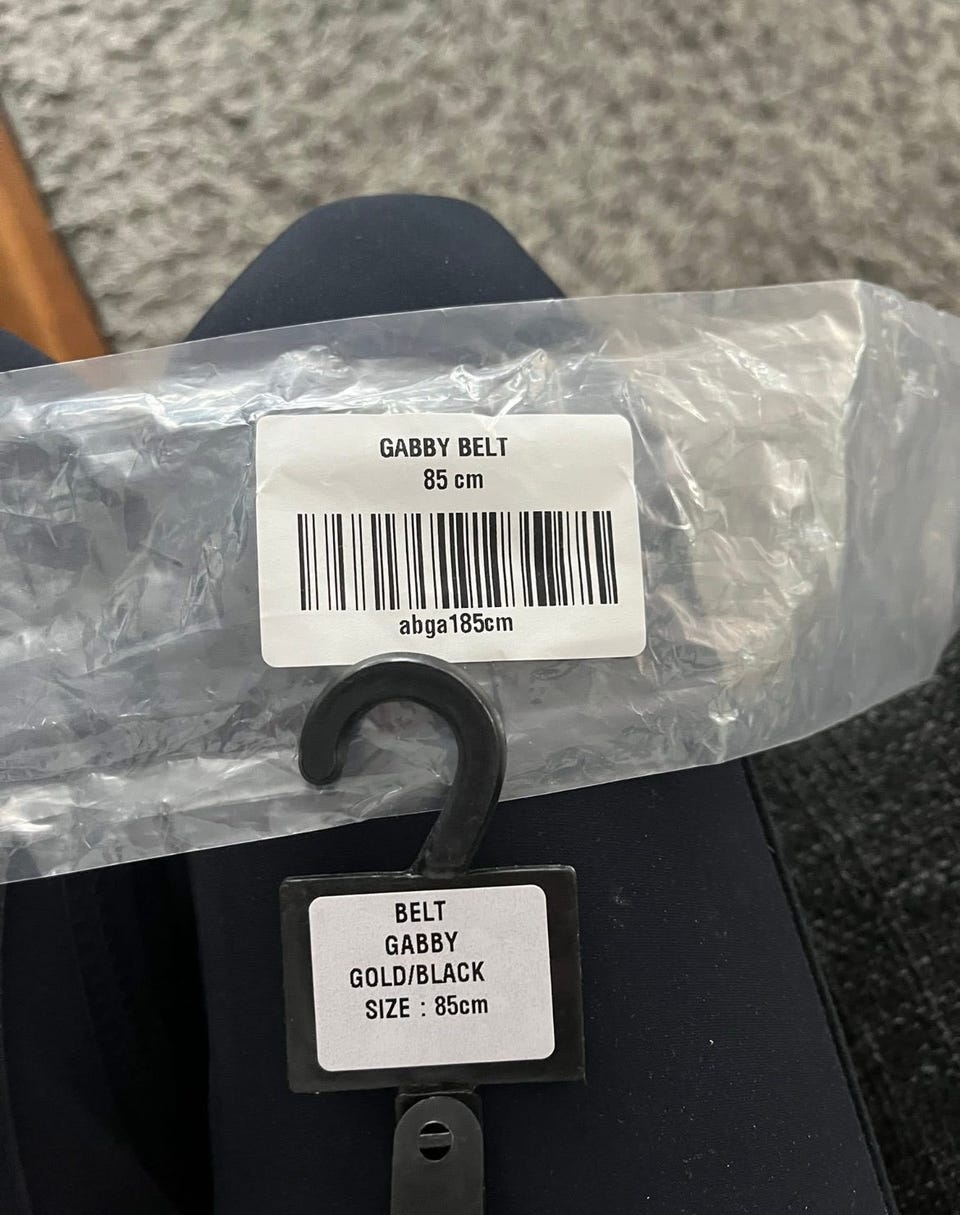 GABBY BELT
85 cm
abga185cm
BELT
GABBY
GOLD/BLACK
SIZE : 85cm